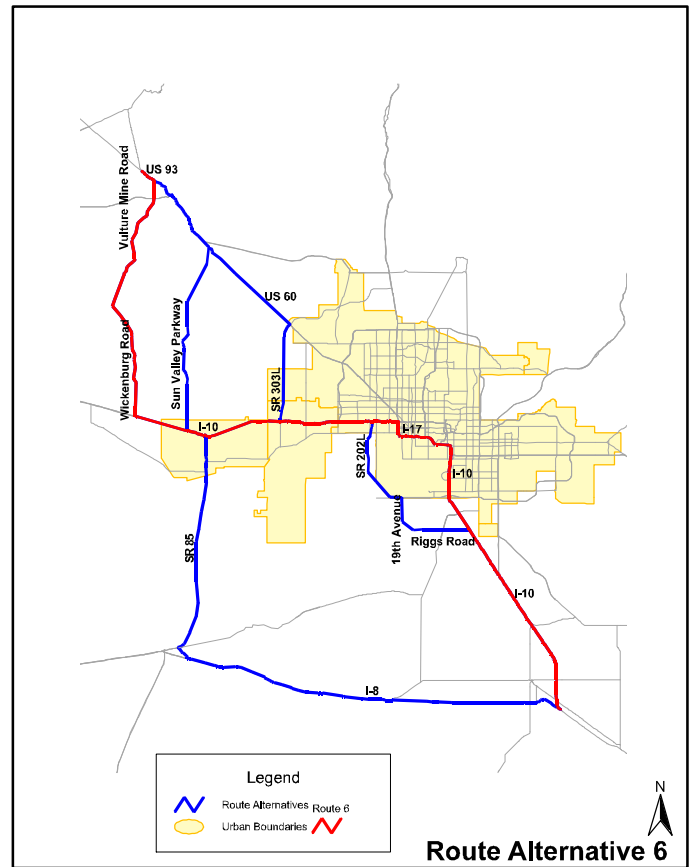 US 93
Vulture Mine Road
US 60
Sun Valley Parkway
Wickenburg Road
SR 303L
I-10
I-17
SR 202L
I-10
19th Avenue
SR 85
Riggs Road
I-10
I-8
Legend
Route Alternatives Route 6
Urban Boundaries
N
Route Alternative 6